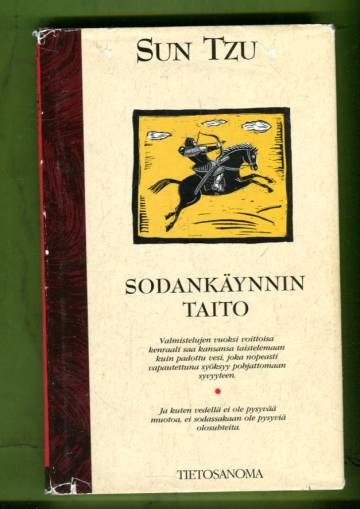 SUN TZU
SODANKÄYNNIN
TAITO
Valmistelujen vuoksi voittoisa
kenraali saa kansansa taistelemaan
kuin padottu vesi, joka nopeasti
vapautettuna syöksyy pohjattomaan
syvyyteen.
Ja kuten vedellä ei ole pysyvää
muotoa, ei sodassakaan ole pysyviä
olosuhteita.
TIETOSANOMA